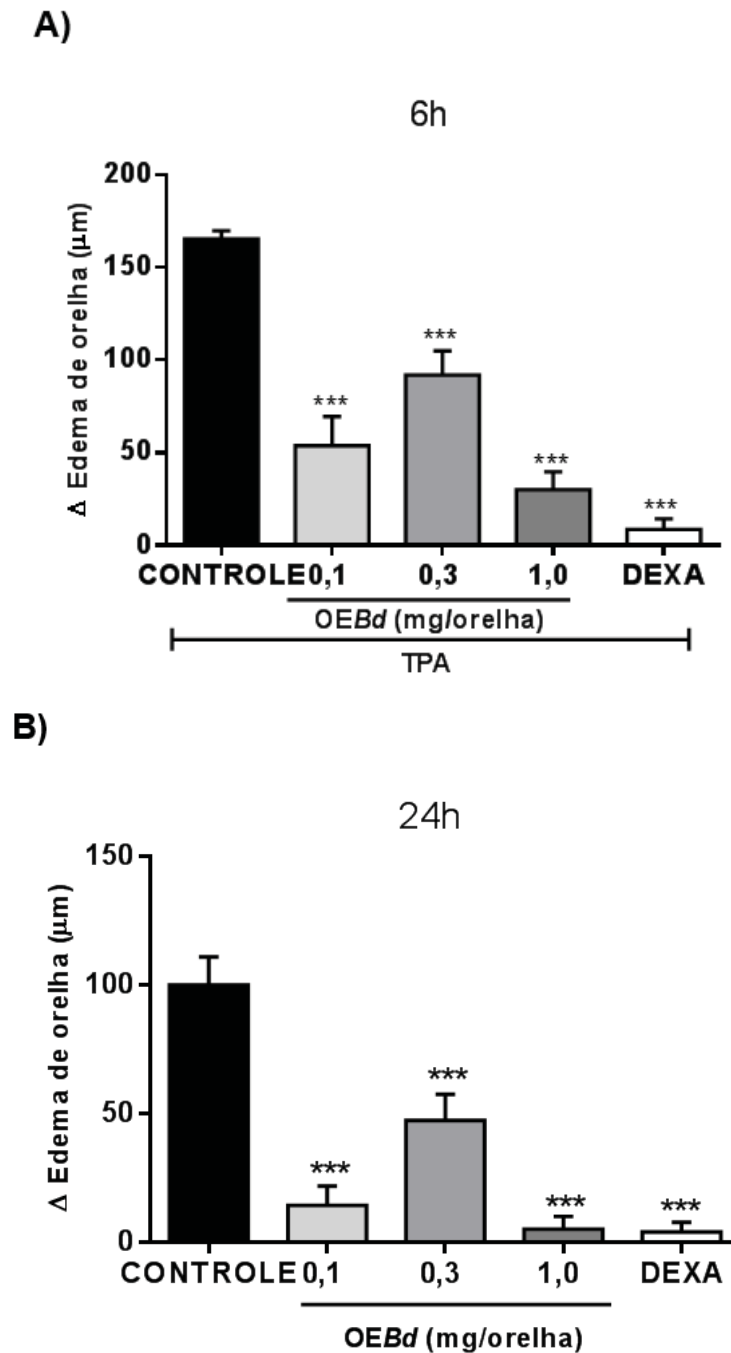 A)
6h
Δ Edema de orelha (μm)
200
150
100
50
0
***
***
***
***
CONTROLE 0,1 0,3 1,0 DEXA
OEBd (mg/orelha)
TPA
B)
24h
Δ Edema de orelha (μm)
150
100
50
0
***
***
***
***
CONTROLE 0,1 0,3 1,0 DEXA
OEBd (mg/orelha)